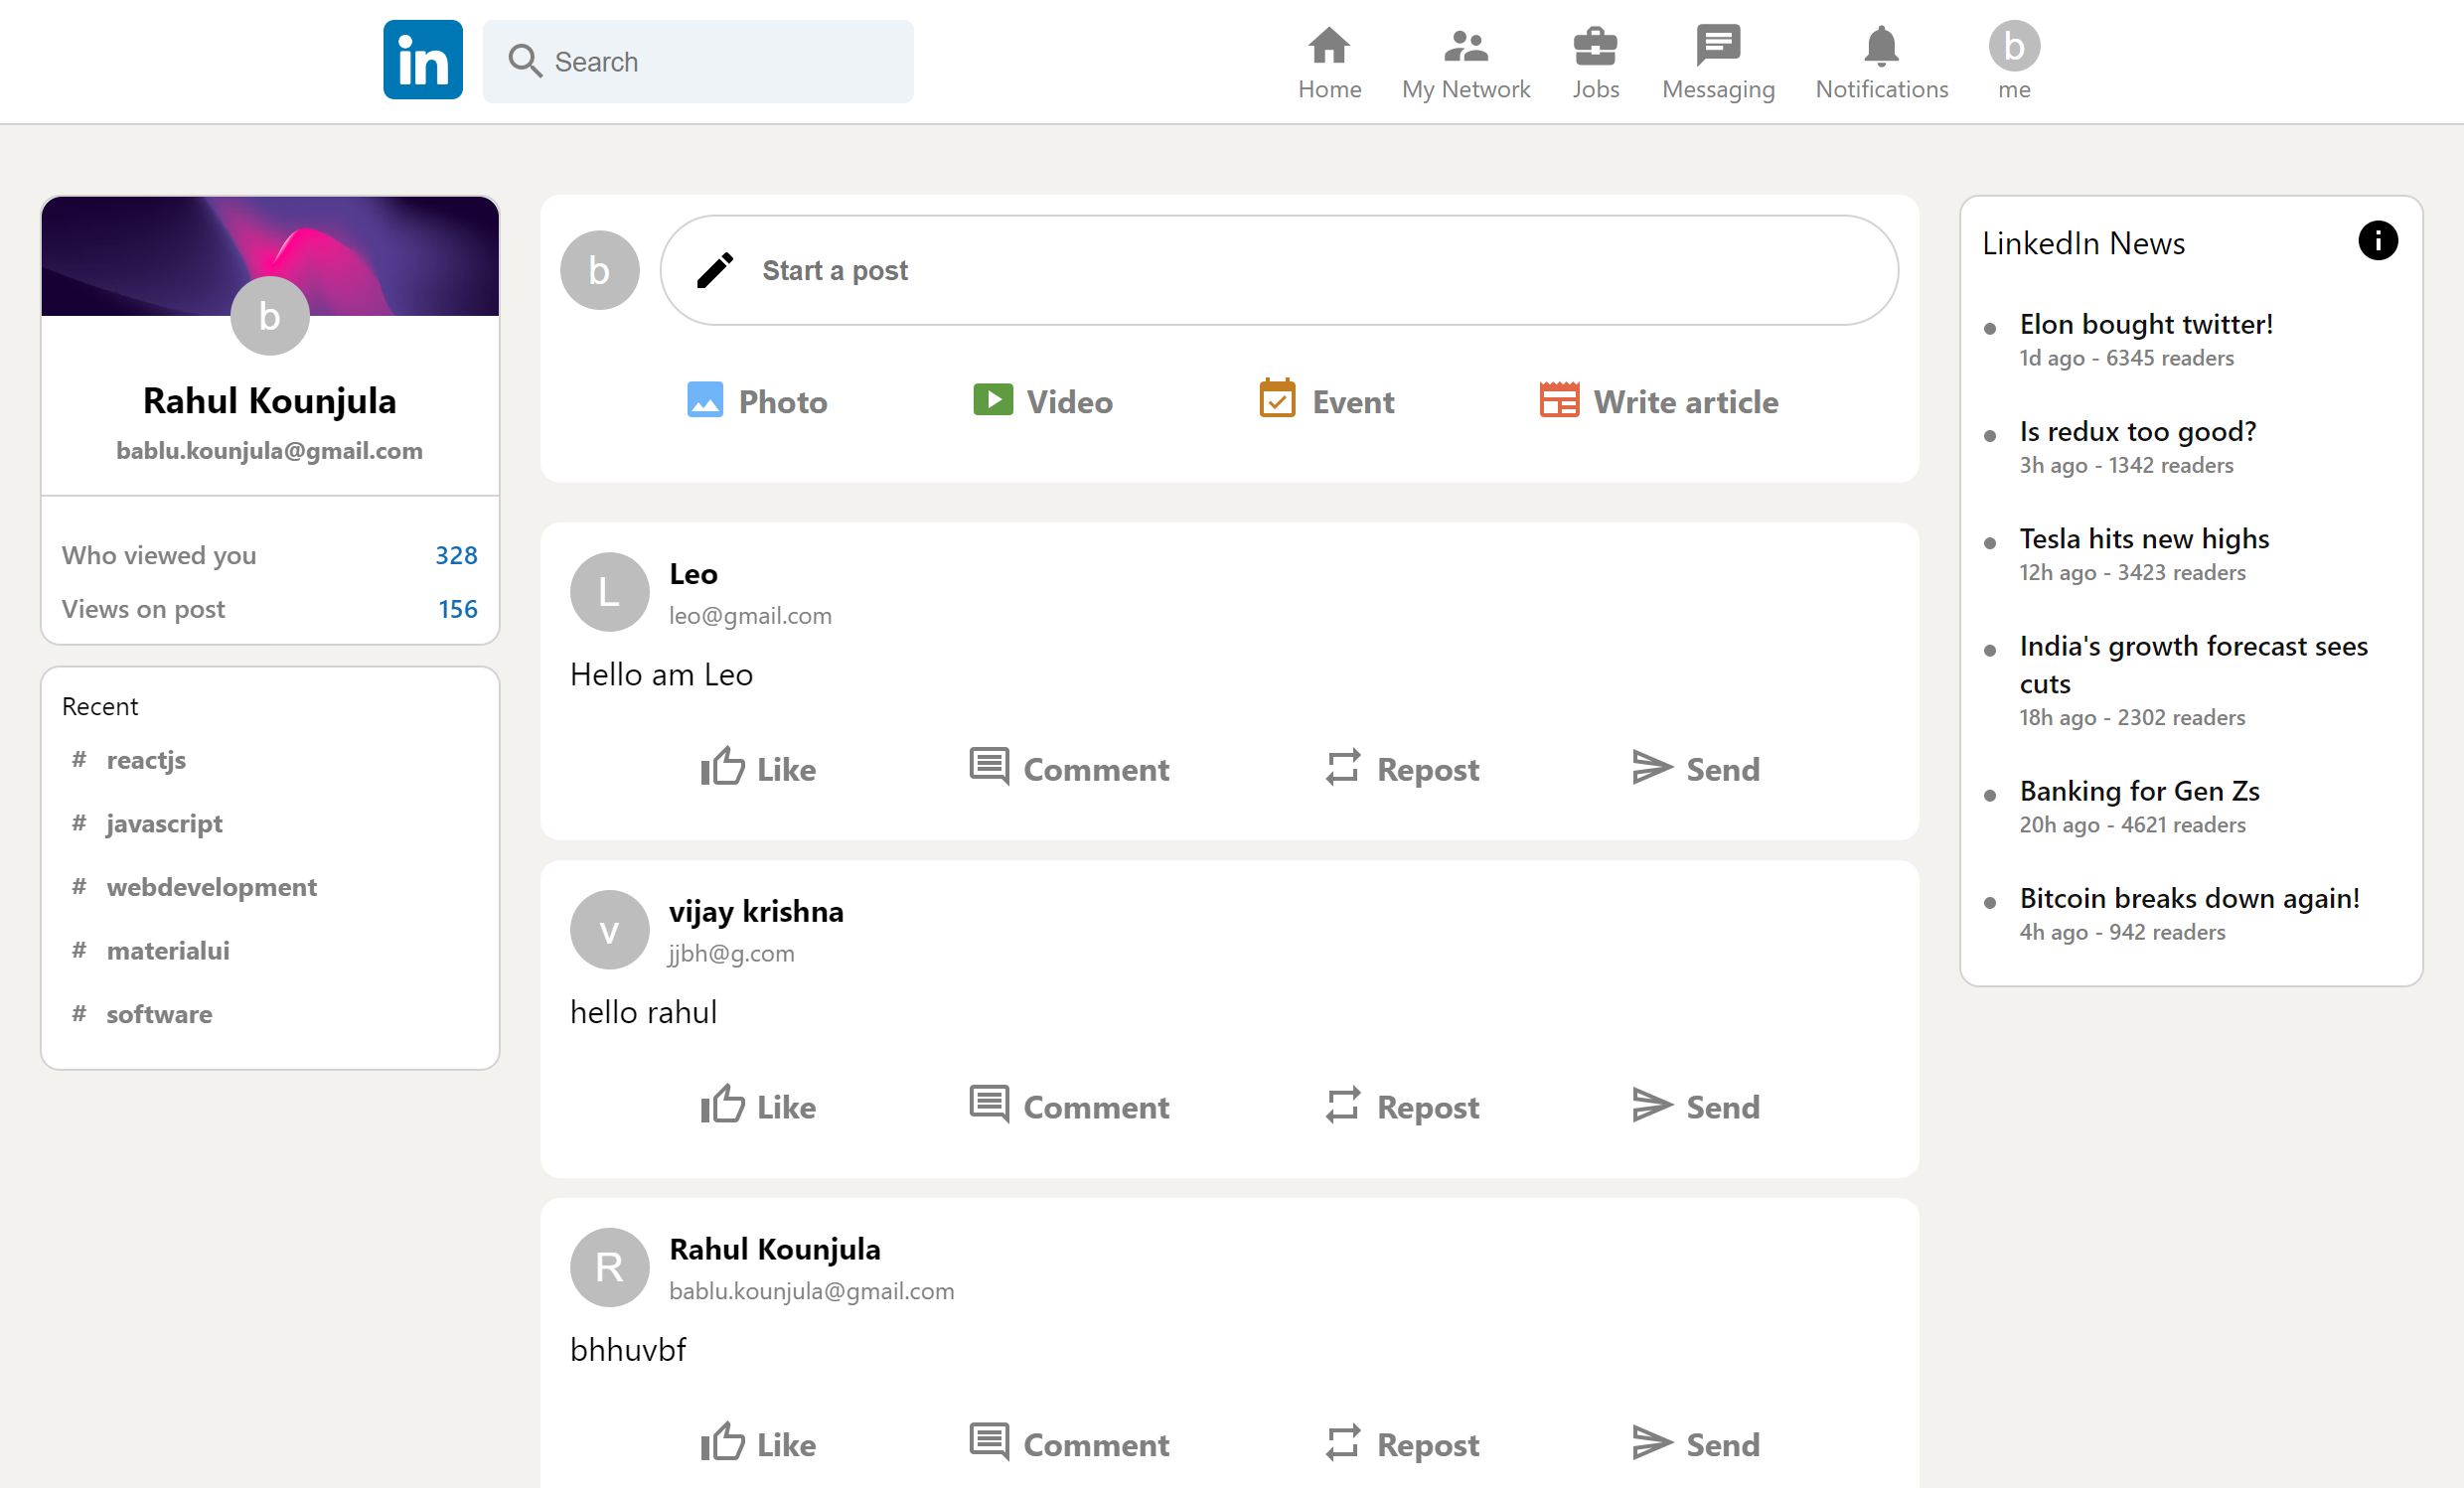 in
Search
Home
My Network
Jobs
Messaging
Notifications
b
me
b
Rahul Kounjula
bablu.kounjula@gmail.com
Who viewed you 328
Views on post 156
Recent
# reactjs
# javascript
# webdevelopment
# materialui
# software
b
Start a post
Photo
Video
Event
Write article
L
Leo
leo@gmail.com
Hello am Leo
Like
Comment
Repost
Send
v
vijay krishna
jjbh@g.com
hello rahul
Like
Comment
Repost
Send
R
Rahul Kounjula
bablu.kounjula@gmail.com
bhhuvbf
Like
Comment
Repost
Send
LinkedIn News
Elon bought twitter!
1d ago - 6345 readers
Is redux too good?
3h ago - 1342 readers
Tesla hits new highs
12h ago - 3423 readers
India's growth forecast sees
cuts
18h ago - 2302 readers
Banking for Gen Zs
20h ago - 4621 readers
Bitcoin breaks down again!
4h ago - 942 readers